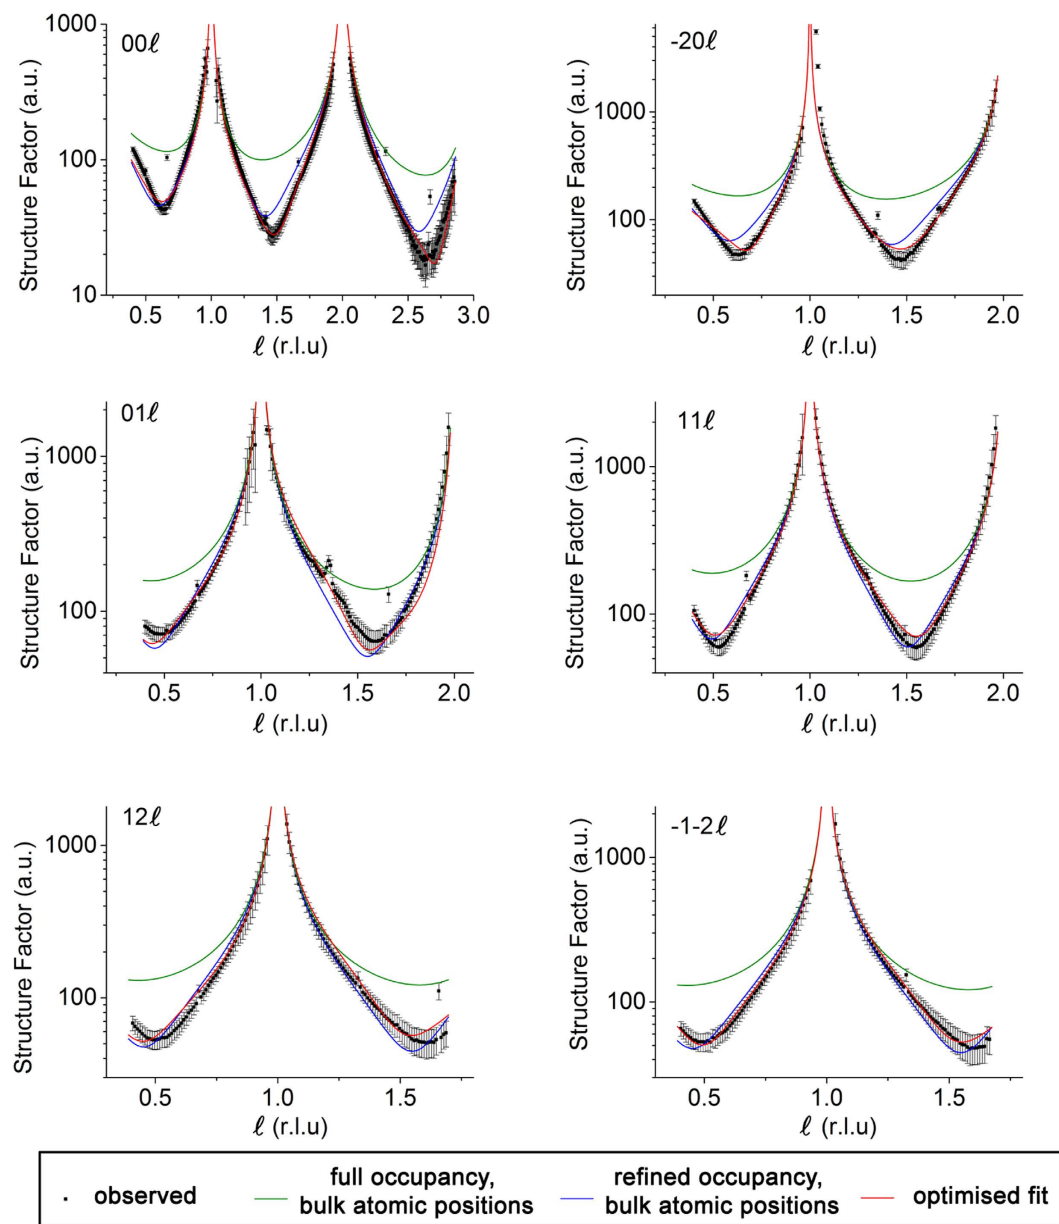 00ℓ
1000
100
10
Structure Factor (a.u.)
0.5 1.0 1.5 2.0 2.5 3.0
ℓ (r.l.u)
-20ℓ
1000
100
Structure Factor (a.u.)
0.5 1.0 1.5 2.0
ℓ (r.l.u)
01ℓ
1000
100
Structure Factor (a.u.)
0.5 1.0 1.5 2.0
ℓ (r.l.u)
11ℓ
1000
100
Structure Factor (a.u.)
0.5 1.0 1.5 2.0
ℓ (r.l.u)
12ℓ
1000
100
Structure Factor (a.u.)
0.5 1.0 1.5
ℓ (r.l.u)
-1-2ℓ
1000
100
Structure Factor (a.u.)
0.5 1.0 1.5
ℓ (r.l.u)
observed
full occupancy,
bulk atomic positions
refined occupancy,
bulk atomic positions
optimised fit